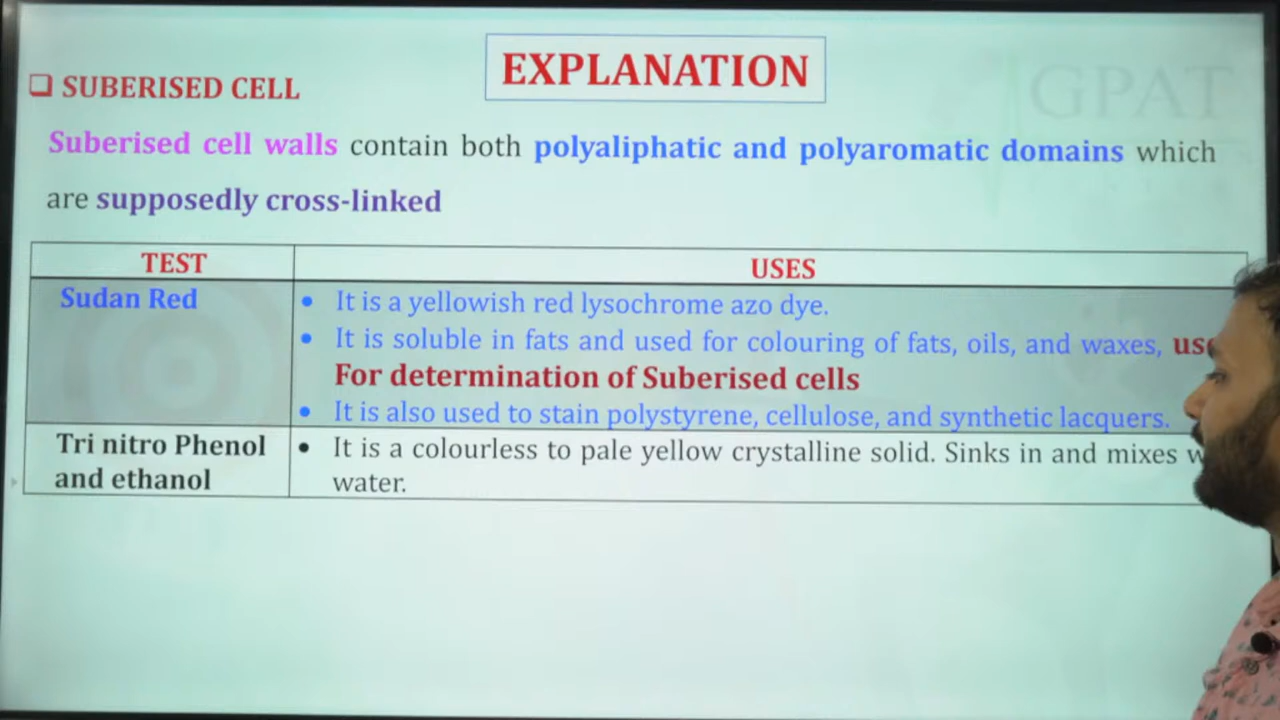 EXPLANATION
GPAT
❑ SUBERISED CELL
Suberised cell walls contain both polyaliphatic and polyaromatic domains which
are supposedly cross-linked
TEST USES
Sudan Red
• It is a yellowish red lysochrome azo dye.
• It is soluble in fats and used for colouring of fats, oils, and waxes,
For determination of Suberised cells
• It is also used to stain polystyrene, cellulose, and synthetic lacquers.
Tri nitro Phenol
and ethanol
• It is a colourless to pale yellow crystalline solid. Sinks in and mixes
water.